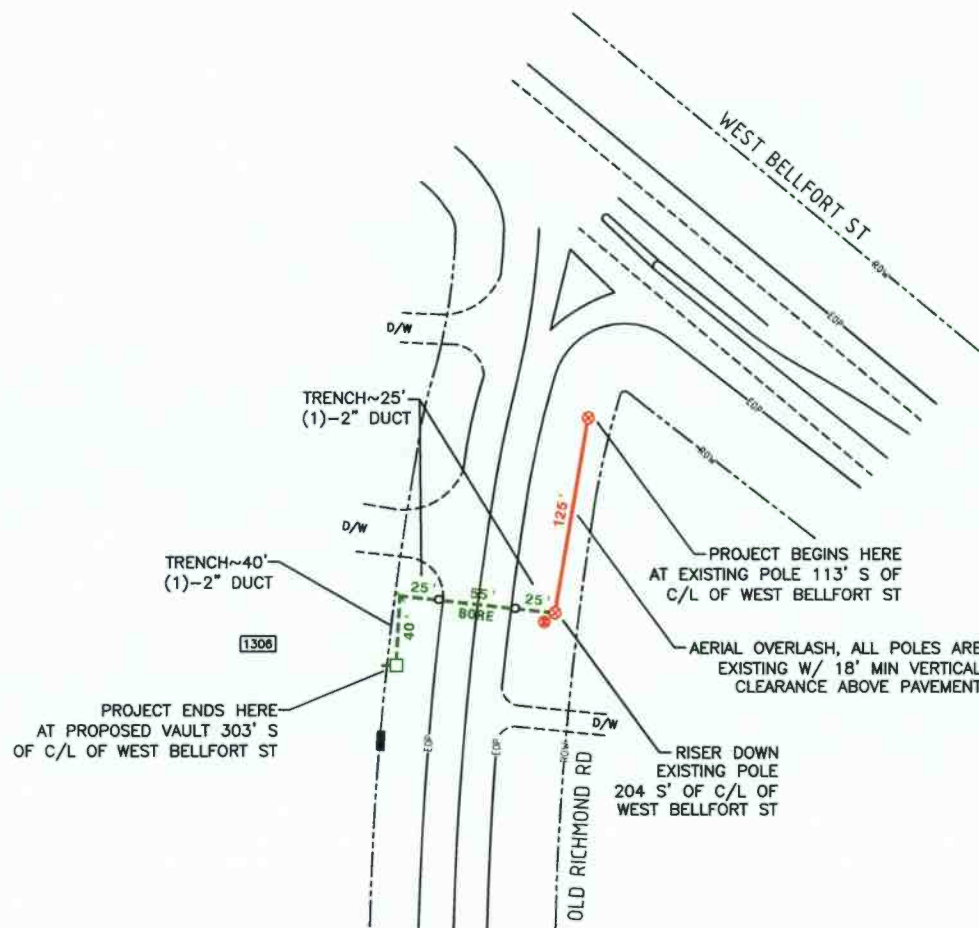 WEST BELLFORT ST
ROW
EOP
D/W
EOP
TRENCH~25'
(1)-2" DUCT
ROW
125'
D/W
PROJECT BEGINS HERE
AT EXISTING POLE 113' S OF
C/L OF WEST BELLFORT ST
TRENCH~40'
(1)-2" DUCT
25'
55'
25'
BORE
40'
1306
AERIAL OVERLASH, ALL POLES ARE
EXISTING W/ 18' MIN VERTICAL
CLEARANCE ABOVE PAVEMENT
PROJECT ENDS HERE
AT PROPOSED VAULT 303' S
OF C/L OF WEST BELLFORT ST
D/W
EOP
EOP
ROW
RISER DOWN
EXISTING POLE
204 S' OF C/L OF
WEST BELLFORT ST
OLD RICHMOND RD